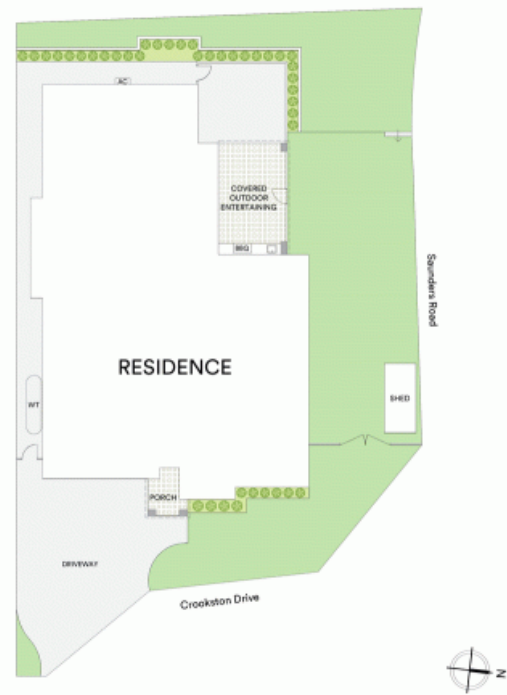 AC
COVERED
OUTDOOR
ENTERTAINING
BBQ
Saunders Road
RESIDENCE
SHED
WT
PORCH
DRIVEWAY
Crookston Drive
N